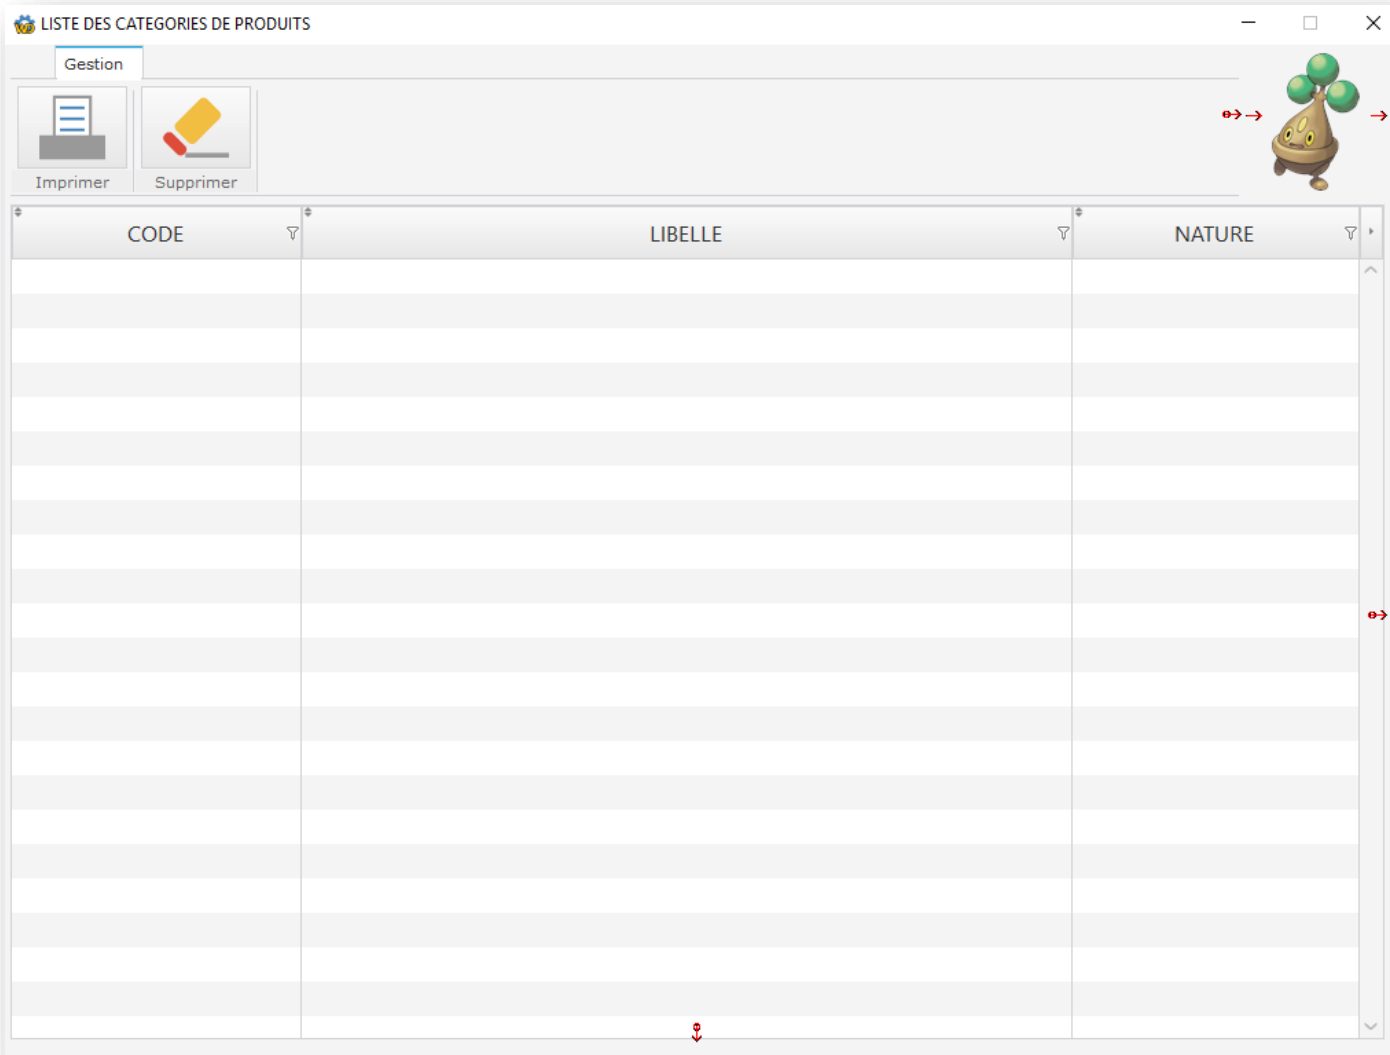 LISTE DES CATEGORIES DE PRODUITS
Gestion
Imprimer
Supprimer
CODE
LIBELLE
NATURE